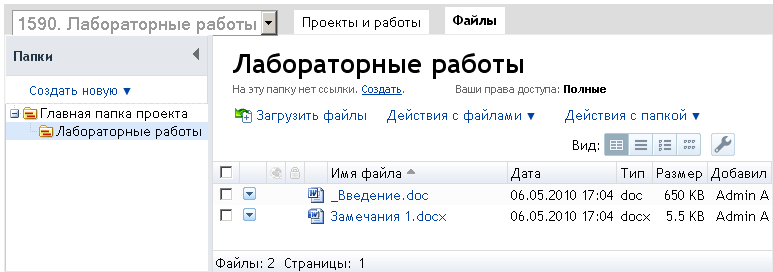 1590. Лабораторные работы Проекты и работы Файлы
Папки
Создать новую
Главная папка проекта
Лабораторные работы
Лабораторные работы
На эту папку нет ссылки. Создать. Ваши права доступа: Полные
Загрузить файлы Действия с файлами Действия с папкой
Вид:
Имя файла Дата Тип Размер Добавил
_Введение.doc 06.05.2010 17:04 doc 650 KB Admin A
Замечания 1.docx 06.05.2010 17:04 docx 5.5 KB Admin A
Файлы: 2 Страницы: 1